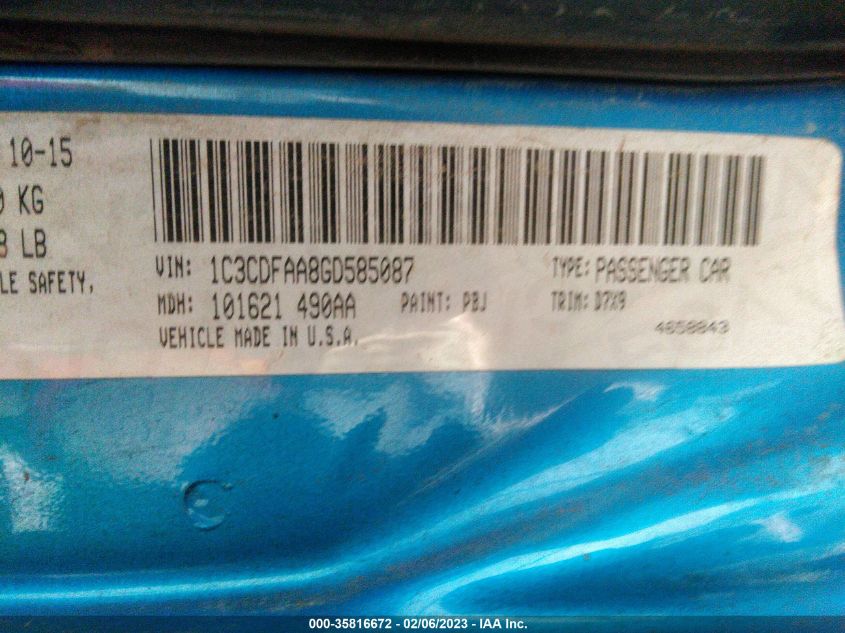 10-15
KG
LB
LE SAFETY,
VIN: 1C3CDFAA8GD585087 TYPE: PASSENGER CAR
MDH: 101621 490AA PAINT: PBJ TRIM: D7X9
VEHICLE MADE IN U.S.A. 4658843
000-35816672 - 02/06/2023 - IAA Inc.